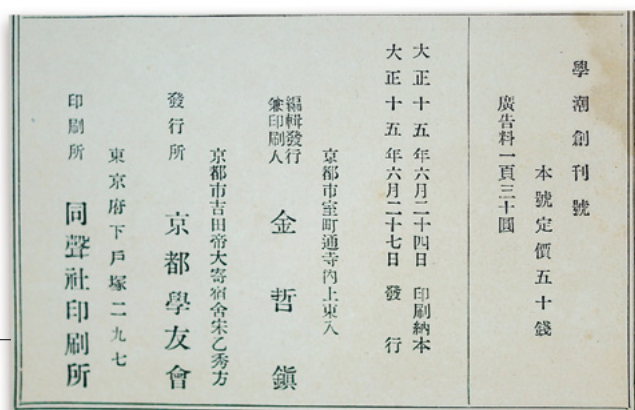 學潮創刊號
本號定價五十錢
廣告料一頁三十圓
大正十五年六月二十四日 印刷納本
大正十五年六月二十七日 發行
京都市室町通寺內上東入
編輯發行
兼印刷人 金哲鎭
京都市吉田帝大寄宿舍宋乙秀方
發行所 京都學友會
東京府下戶塚二九七
印刷所 同聲社印刷所